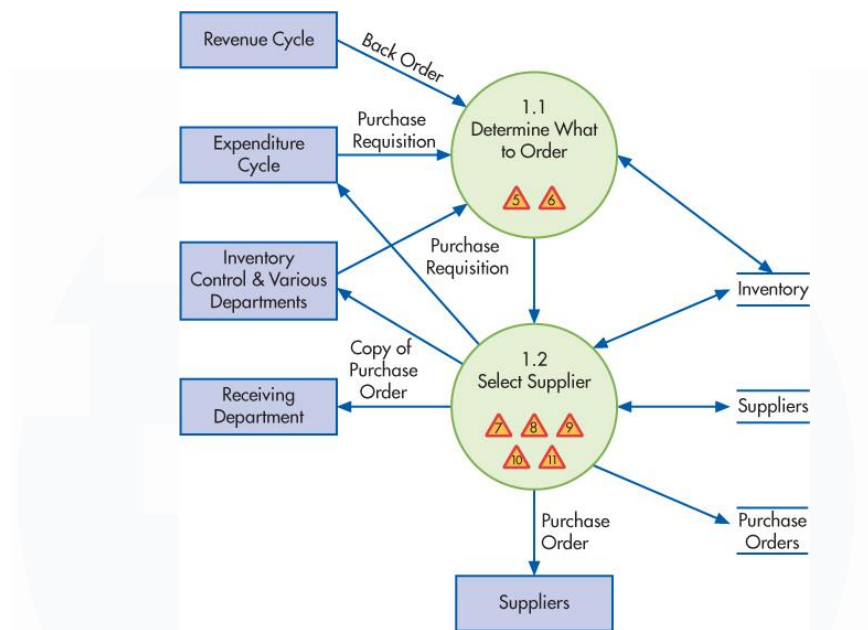 Revenue Cycle
Back Order
1.1
Determine What
to Order
5
6
Purchase
Requisition
Expenditure
Cycle
Inventory
Control & Various
Departments
Purchase
Requisition
Inventory
Copy of
Purchase
Order
1.2
Select Supplier
7
8
9
10
11
Receiving
Department
Suppliers
Purchase
Order
Purchase
Orders
Suppliers